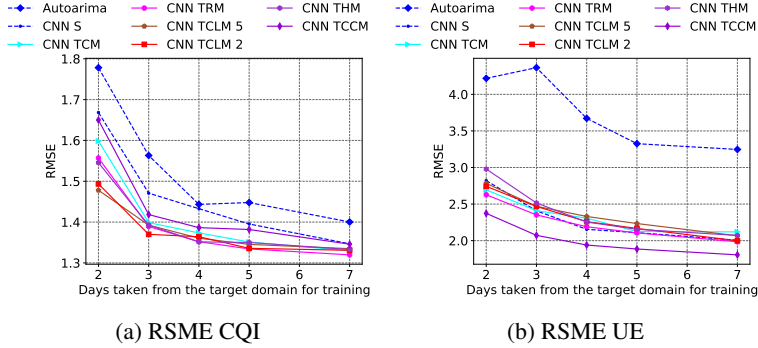 Autoarima CNN TRM CNN THM
CNN S CNN TCLM 5 CNN TCCM
CNN TCM CNN TCLM 2
1.8
1.7
1.6
1.5
1.4
1.3
RMSE
2 3 4 5 7
Days taken from the target domain for training
(a) RSME CQI
Autoarima CNN TRM CNN THM
CNN S CNN TCLM 5 CNN TCCM
CNN TCM CNN TCLM 2
4.0
3.5
3.0
2.5
2.0
RMSE
2 3 4 5 7
Days taken from the target domain for training
(b) RSME UE